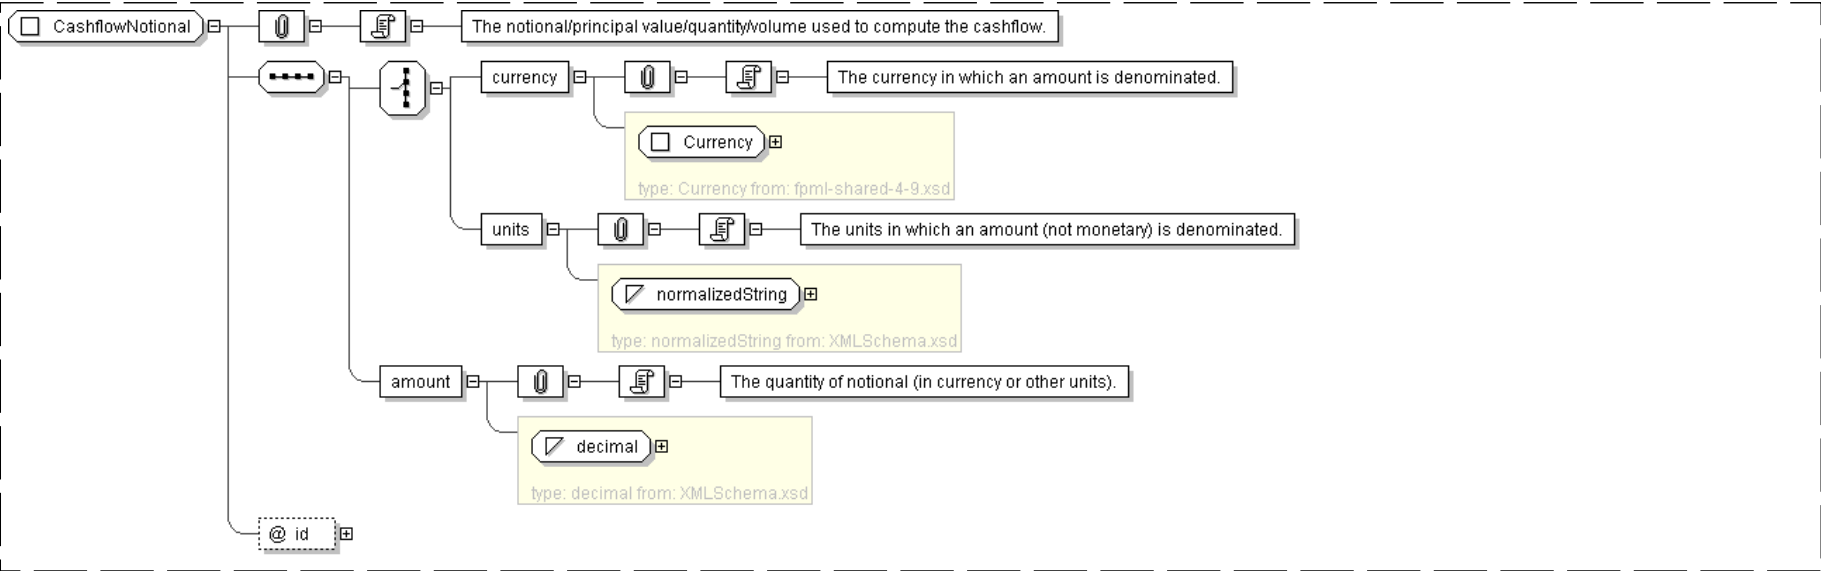 CashflowNotional The notional/principal value/quantity/volume used to compute the cashflow.
currency The currency in which an amount is denominated.
Currency
type: Currency from: fpml-shared-4-9.xsd
units The units in which an amount (not monetary) is denominated.
normalizedString
type: normalizedString from: XMLSchema.xsd
amount The quantity of notional (in currency or other units).
decimal
type: decimal from: XMLSchema.xsd
@ id